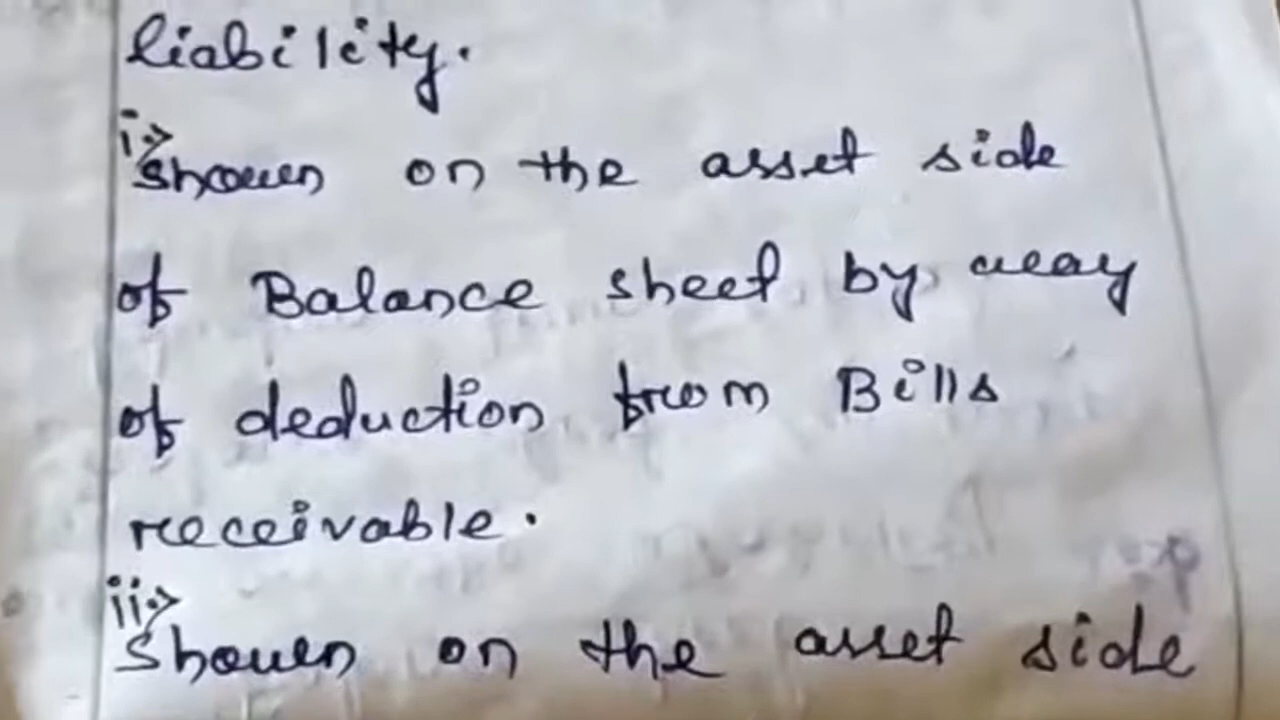 liability.
i.>
Shown on the asset side
of Balance sheet by way
of deduction from Bills
receivable.
ii.>
Shown on the asset side